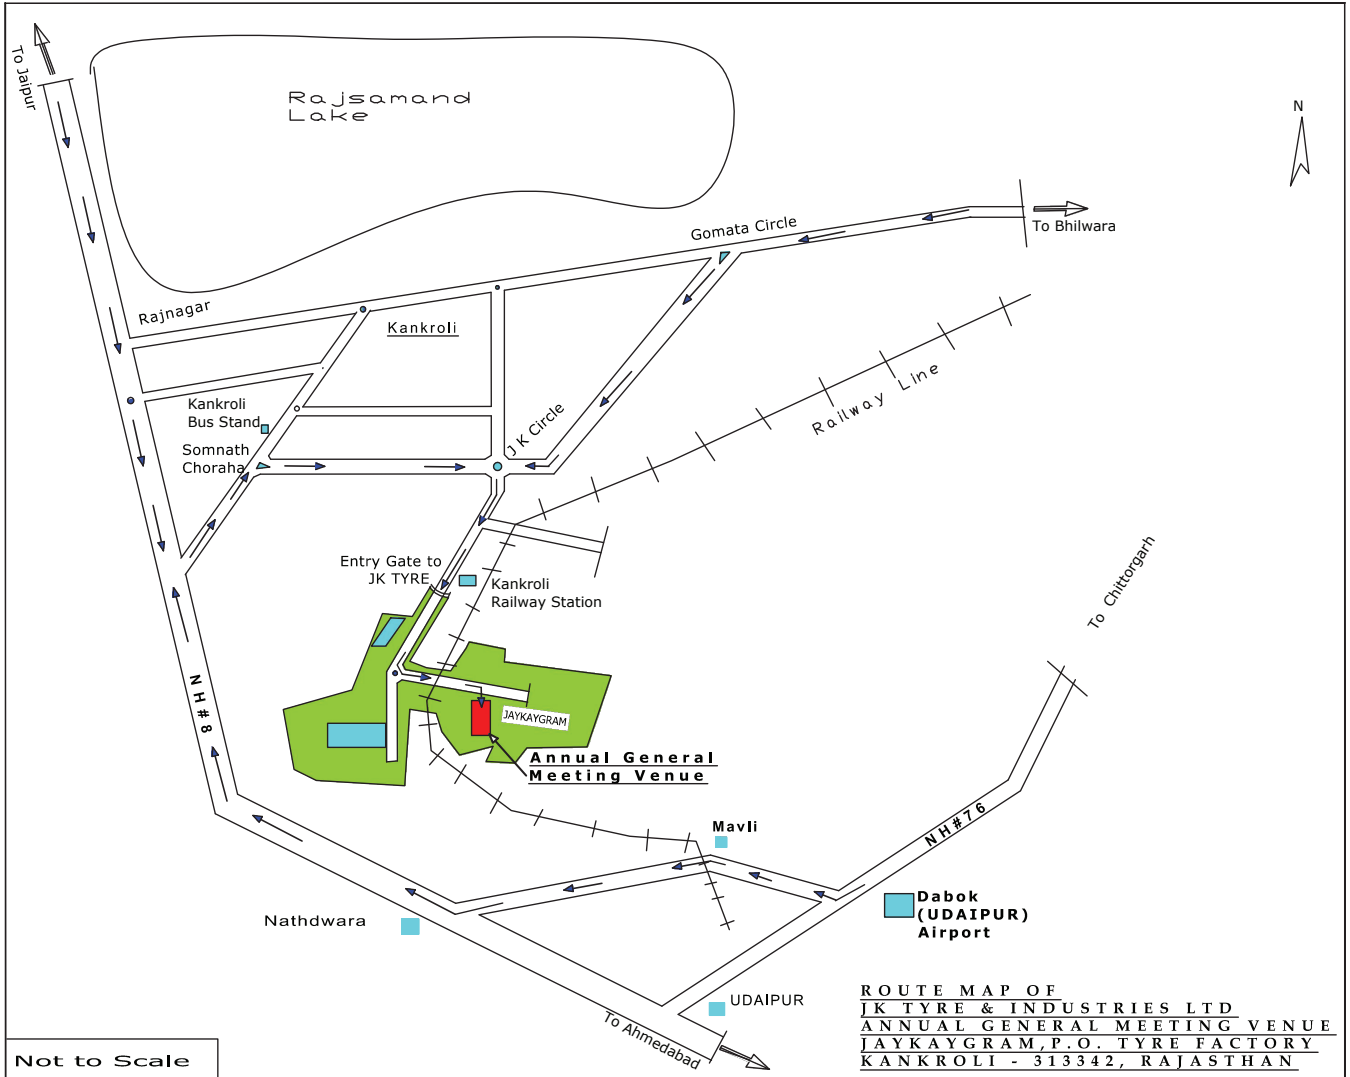 To Jaipur
Rajsamand
Lake
N
Gomata Circle
To Bhilwara
Rajnagar
Kankroli
Railway Line
Kankroli
Bus Stand
J K Circle
Somnath
Choraha
Entry Gate to
JK TYRE
Kankroli
Railway Station
To Chittorgarh
NH#8
JAYKAYGRAM
Annual General
Meeting Venue
Mavli
NH#76
Nathdwara
Dabok
(UDAIPUR)
Airport
UDAIPUR
To Ahmedabad
ROUTE MAP OF
JK TYRE & INDUSTRIES LTD
ANNUAL GENERAL MEETING VENUE
JAYKAYGRAM,P.O. TYRE FACTORY
KANKROLI - 313342, RAJASTHAN
Not to Scale